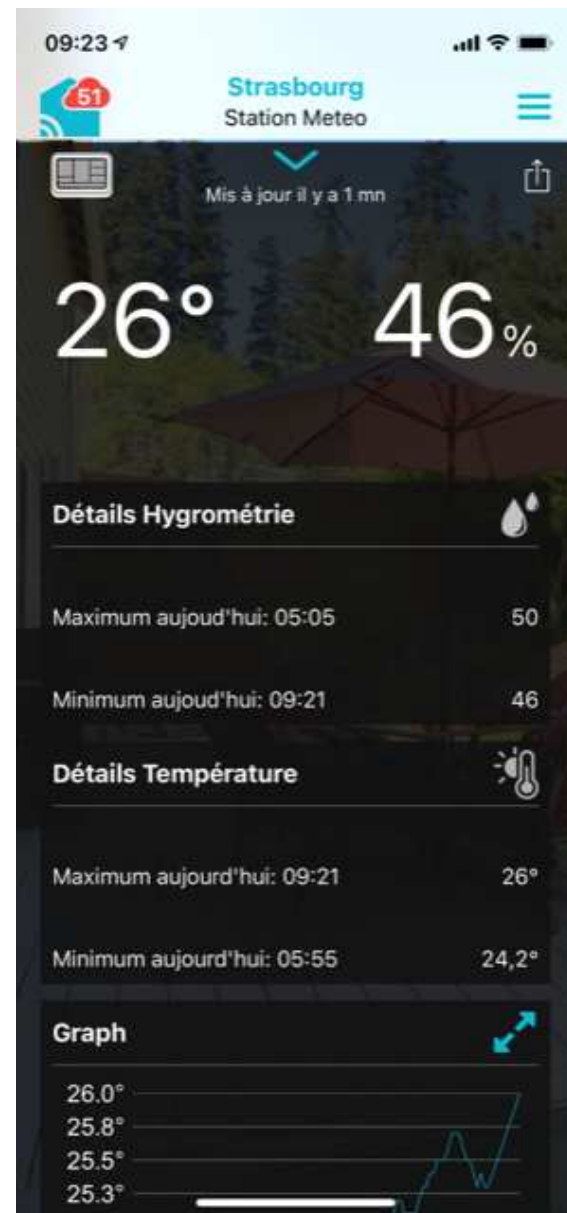 09:23
51
Strasbourg
Station Meteo
Mis à jour il y a 1 mn
26° 46%
Détails Hygrométrie
Maximum aujoud'hui: 05:05 50
Minimum aujoud'hui: 09:21 46
Détails Température
Maximum aujourd'hui: 09:21 26°
Minimum aujourd'hui: 05:55 24,2°
Graph
26.0°
25.8°
25.5°
25.3°